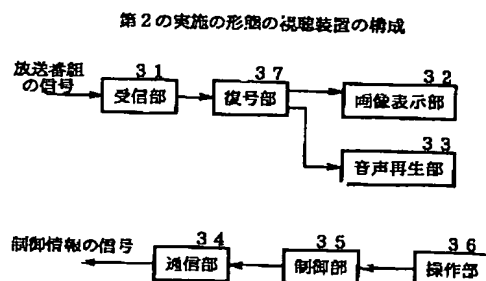 第2の実施の形態の視聴装置の構成
放送番組
の信号
31
受信部
37
復号部
32
画像表示部
33
音声再生部
制御情報の信号
34
通信部
35
制御部
36
操作部